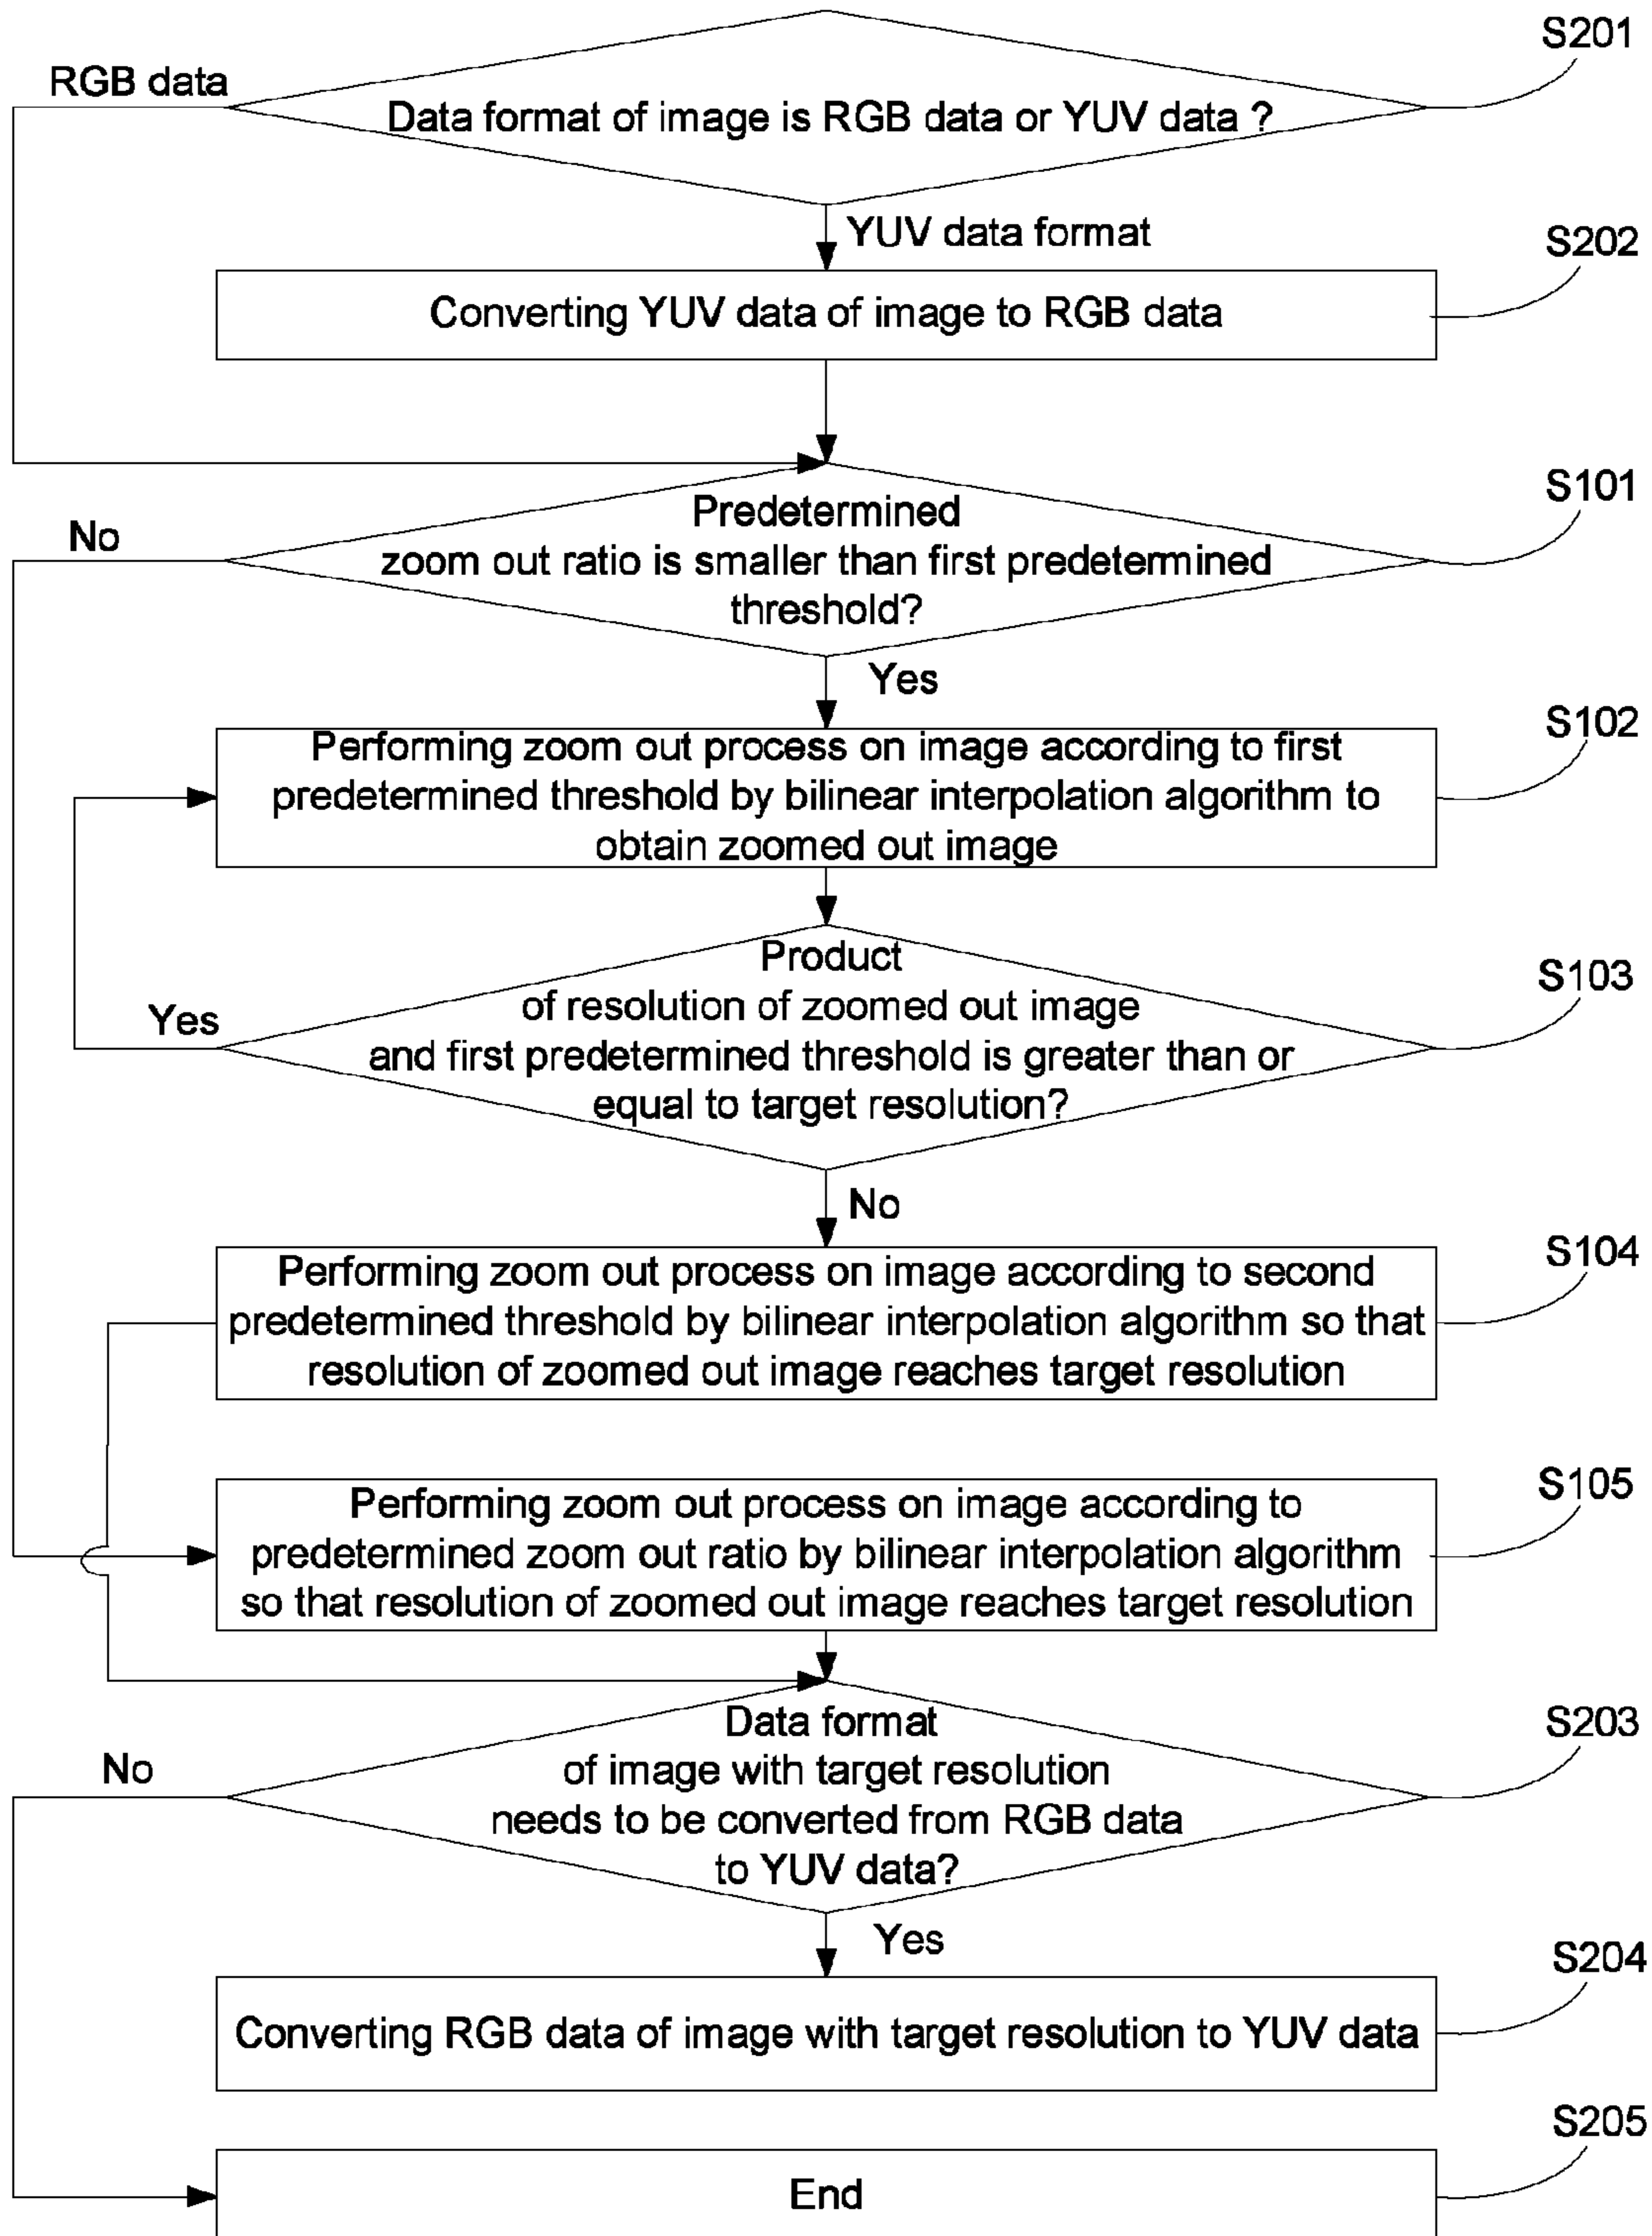 S201
RGB data
Data format of image is RGB data or YUV data ?
YUV data format
S202
Converting YUV data of image to RGB data
S101
No
Predetermined
zoom out ratio is smaller than first predetermined
threshold?
Yes
S102
Performing zoom out process on image according to first
predetermined threshold by bilinear interpolation algorithm to
obtain zoomed out image
S103
Product
of resolution of zoomed out image
and first predetermined threshold is greater than or
equal to target resolution?
Yes
No
S104
Performing zoom out process on image according to second
predetermined threshold by bilinear interpolation algorithm so that
resolution of zoomed out image reaches target resolution
S105
Performing zoom out process on image according to
predetermined zoom out ratio by bilinear interpolation algorithm
so that resolution of zoomed out image reaches target resolution
S203
No
Data format
of image with target resolution
needs to be converted from RGB data
to YUV data?
Yes
S204
Converting RGB data of image with target resolution to YUV data
S205
End